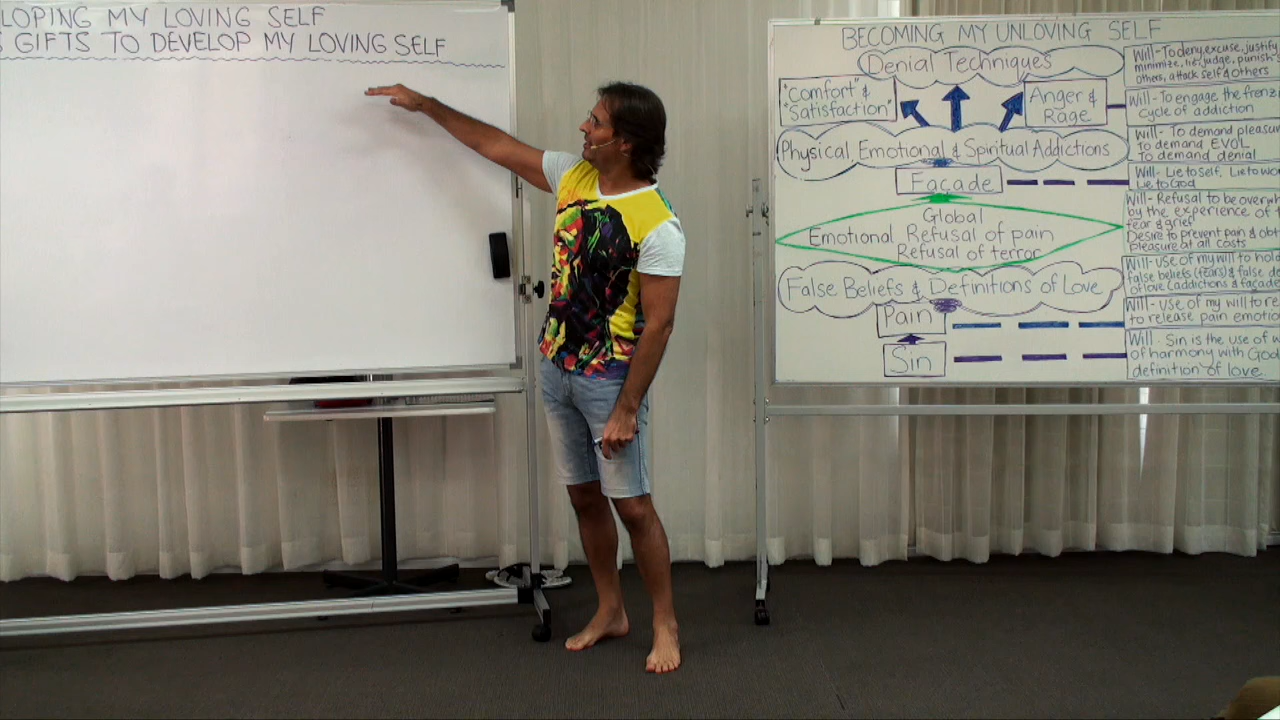 LOPING MY LOVING SELF
GIFTS TO DEVELOP MY LOVING SELF
BECOMING MY UNLOVING SELF
Denial Techniques
"Comfort" &
"Satisfaction"
Anger &
Rage
Physical, Emotional & Spiritual Addictions
Façade
Global
Emotional Refusal of pain
Refusal of terror
False Beliefs & Definitions of Love
Pain
Sin
Will - To deny, excuse, justify
minimize, lie, judge, punish
others, attack self & others
Will - To engage the frenz
cycle of addiction
Will - To demand pleasu
To demand EVOL
To demand denial
Will - Lie to self, Lie to wo
Lie to God
Will - Refusal to be overw
by the experience of
fear & grief
Desire to prevent pain & obt
pleasure at all costs
Will - use of my will to hold
false beliefs (fears) & false d
of love (addictions & façade
Will - use of my will to re
to release pain emotio
Will - Sin is the use of w
of harmony with God
definition of love